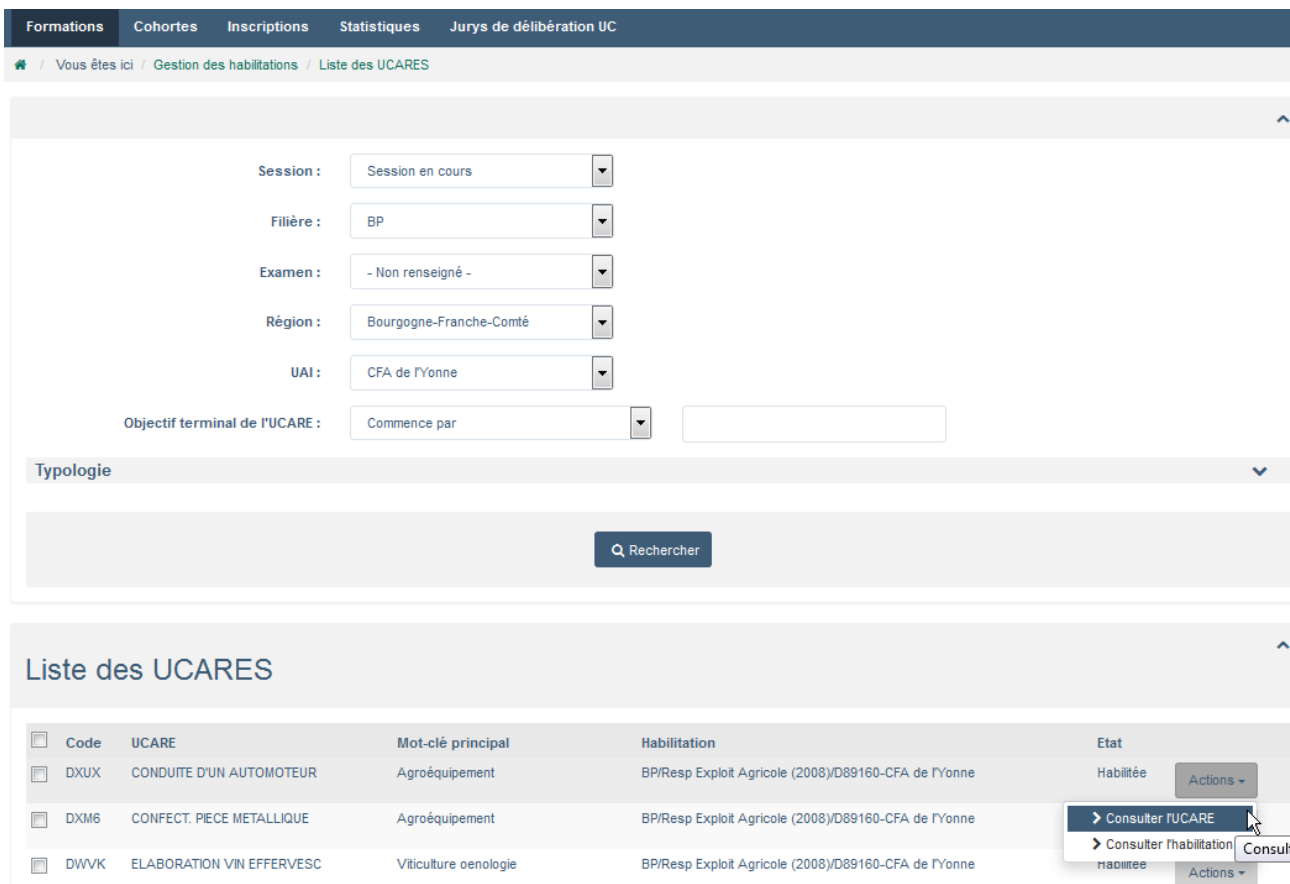 Formations Cohortes Inscriptions Statistiques Jurys de délibération UC
/ Vous êtes ici / Gestion des habilitations / Liste des UCARES
Session : Session en cours
Filière : BP
Examen : - Non renseigné -
Région : Bourgogne-Franche-Comté
UAI : CFA de l'Yonne
Objectif terminal de l'UCARE : Commence par
Typologie
Rechercher
Liste des UCARES
Code UCARE Mot-clé principal Habilitation Etat
DXUX CONDUITE D'UN AUTOMOTEUR Agroéquipement BP/Resp Exploit Agricole (2008)/D89160-CFA de l'Yonne Habilitée Actions
DXM6 CONFECT. PIECE METALLIQUE Agroéquipement BP/Resp Exploit Agricole (2008)/D89160-CFA de l'Yonne
Consulter l'UCARE
Consulter l'habilitation Consult
DWVK ELABORATION VIN EFFERVESC Viticulture oenologie BP/Resp Exploit Agricole (2008)/D89160-CFA de l'Yonne Habilitée Actions